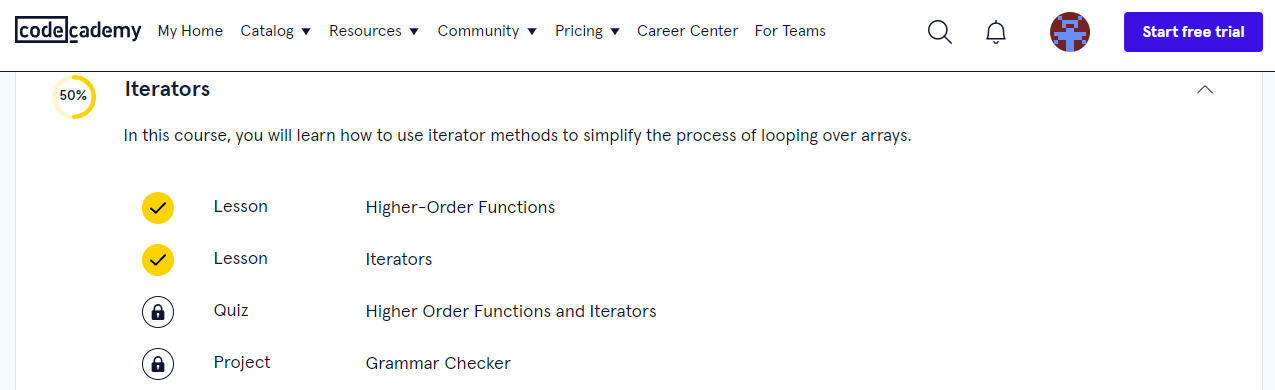 codecademy My Home Catalog Resources Community Pricing Career Center For Teams Start free trial
50% Iterators
In this course, you will learn how to use iterator methods to simplify the process of looping over arrays.
Lesson Higher-Order Functions
Lesson Iterators
Quiz Higher Order Functions and Iterators
Project Grammar Checker